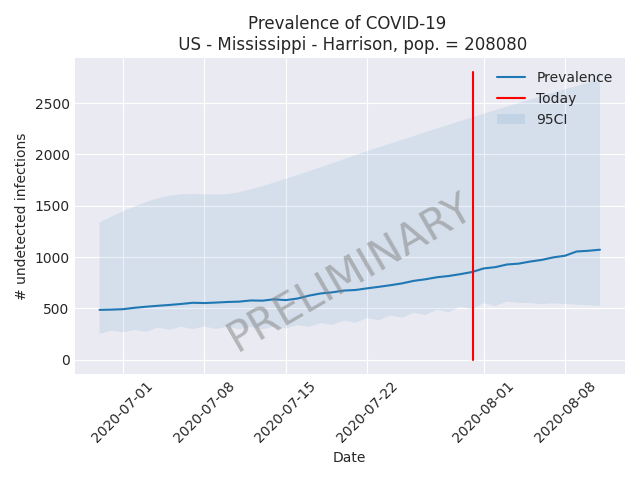 Prevalence of COVID-19
US - Mississippi - Harrison, pop. = 208080
Prevalence
Today
95CI
PRELIMINARY
# undetected infections
2500
2000
1500
1000
500
0
2020-07-01
2020-07-08
2020-07-15
2020-07-22
2020-08-01
2020-08-08
Date